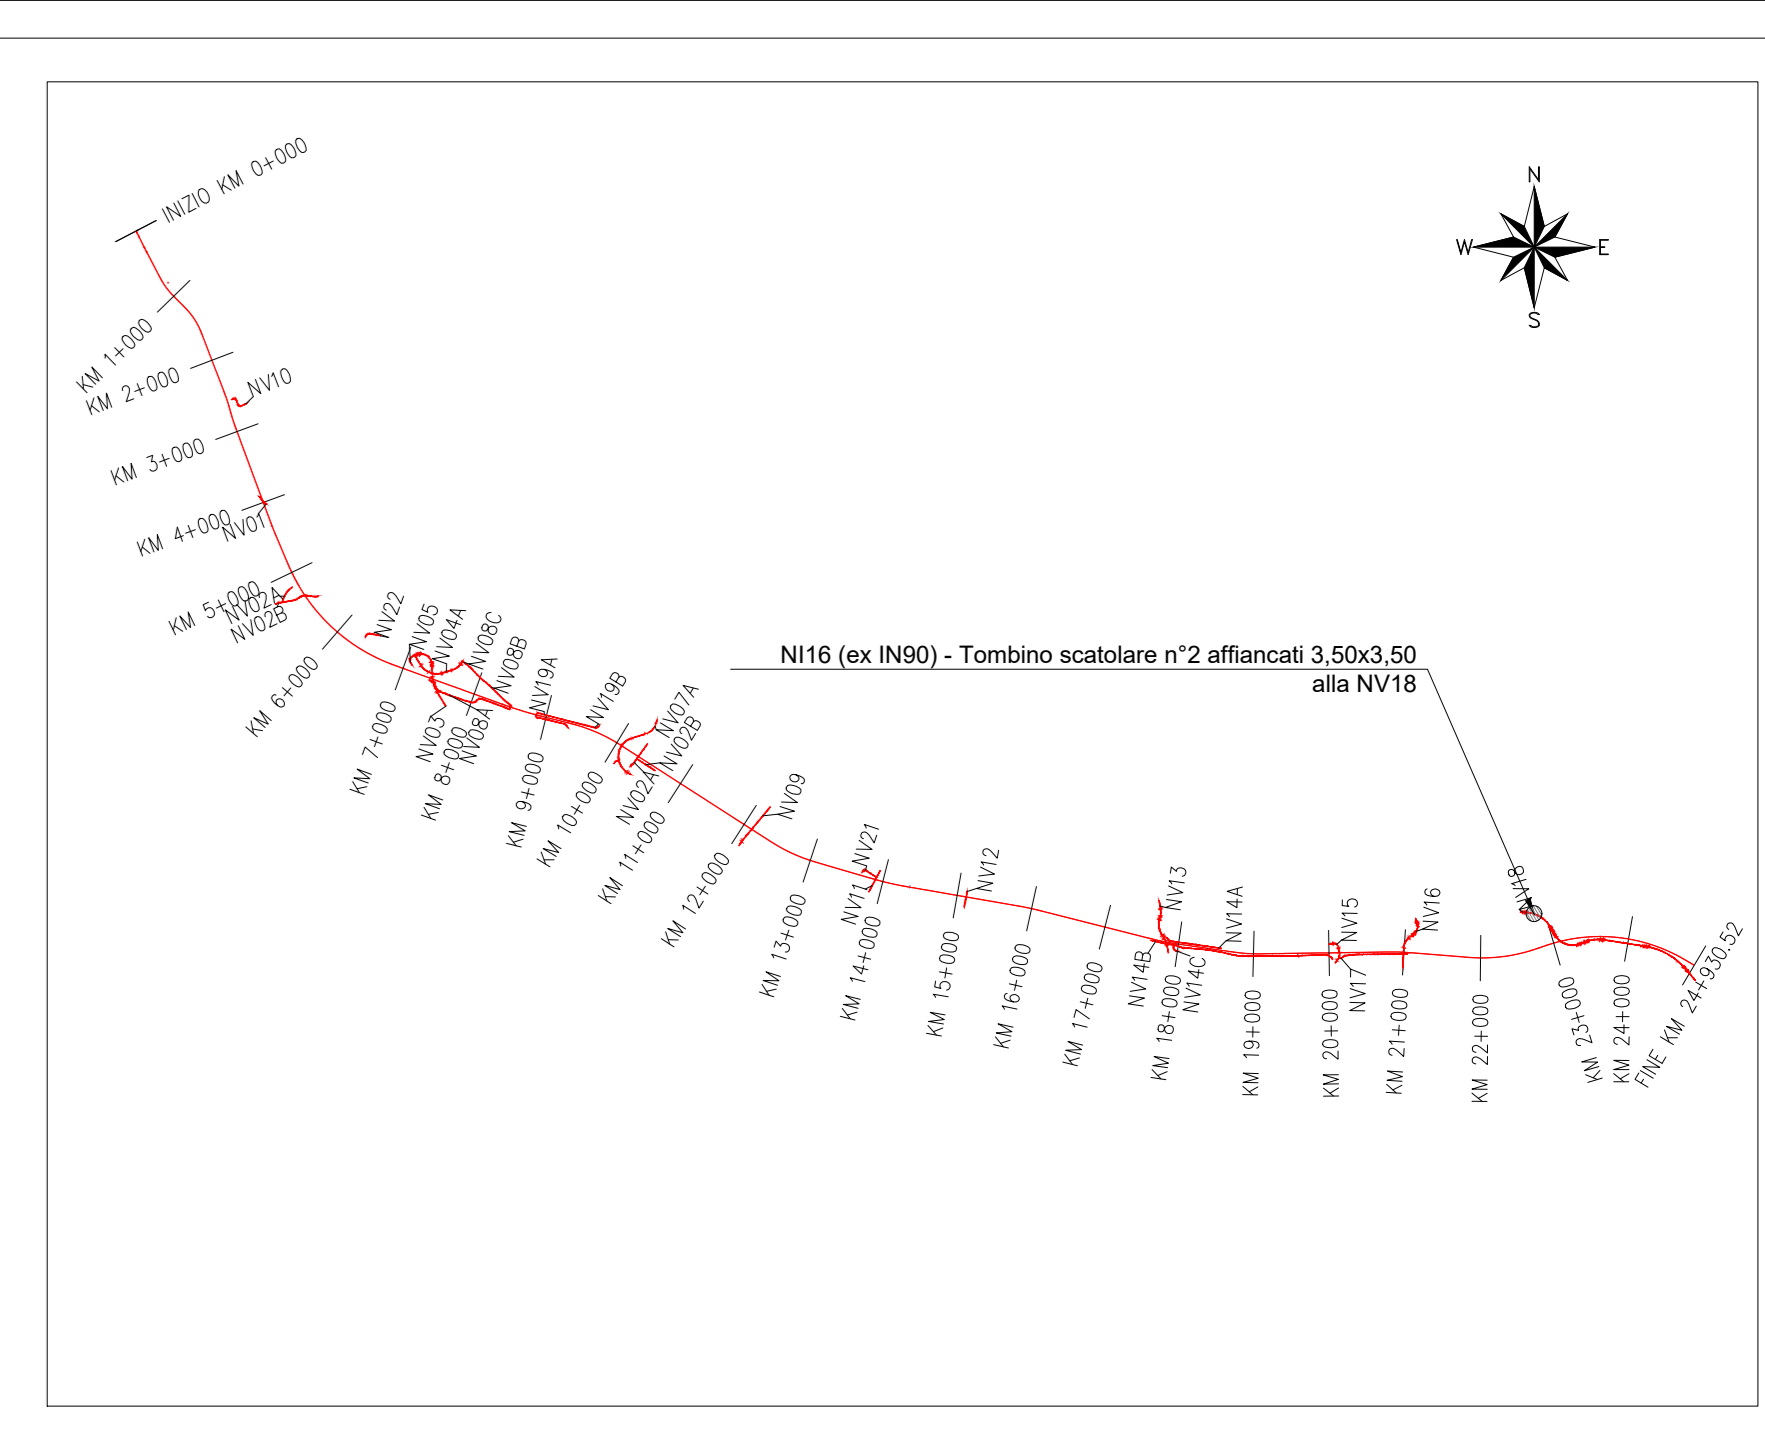 INIZIO KM 0+000
N
W
E
S
KM 1+000
KM 2+000
NV10
KM 3+000
KM 4+000
NV01
KM 5+000
NV02A
NV02B
KM 6+000
NV22
NV05
NV04A
NV08C
NV08B
NV19A
NV19B
NV07A
NV02B
KM 7+000
NV03
KM 8+000
NV08A
KM 9+000
KM 10+000
NV02A
KM 11+000
NI16 (ex IN90) - Tombino scatolare n°2 affiancati 3,50x3,50
alla NV18
NV09
KM 12+000
NV21
NV11
KM 13+000
KM 14+000
NV12
KM 15+000
KM 16+000
KM 17+000
NV13
NV14A
NV14B
KM 18+000
NV14C
KM 19+000
NV15
NV17
KM 20+000
NV16
KM 21+000
KM 22+000
NV18
KM 23+000
KM 24+000
FINE KM 24+930.52